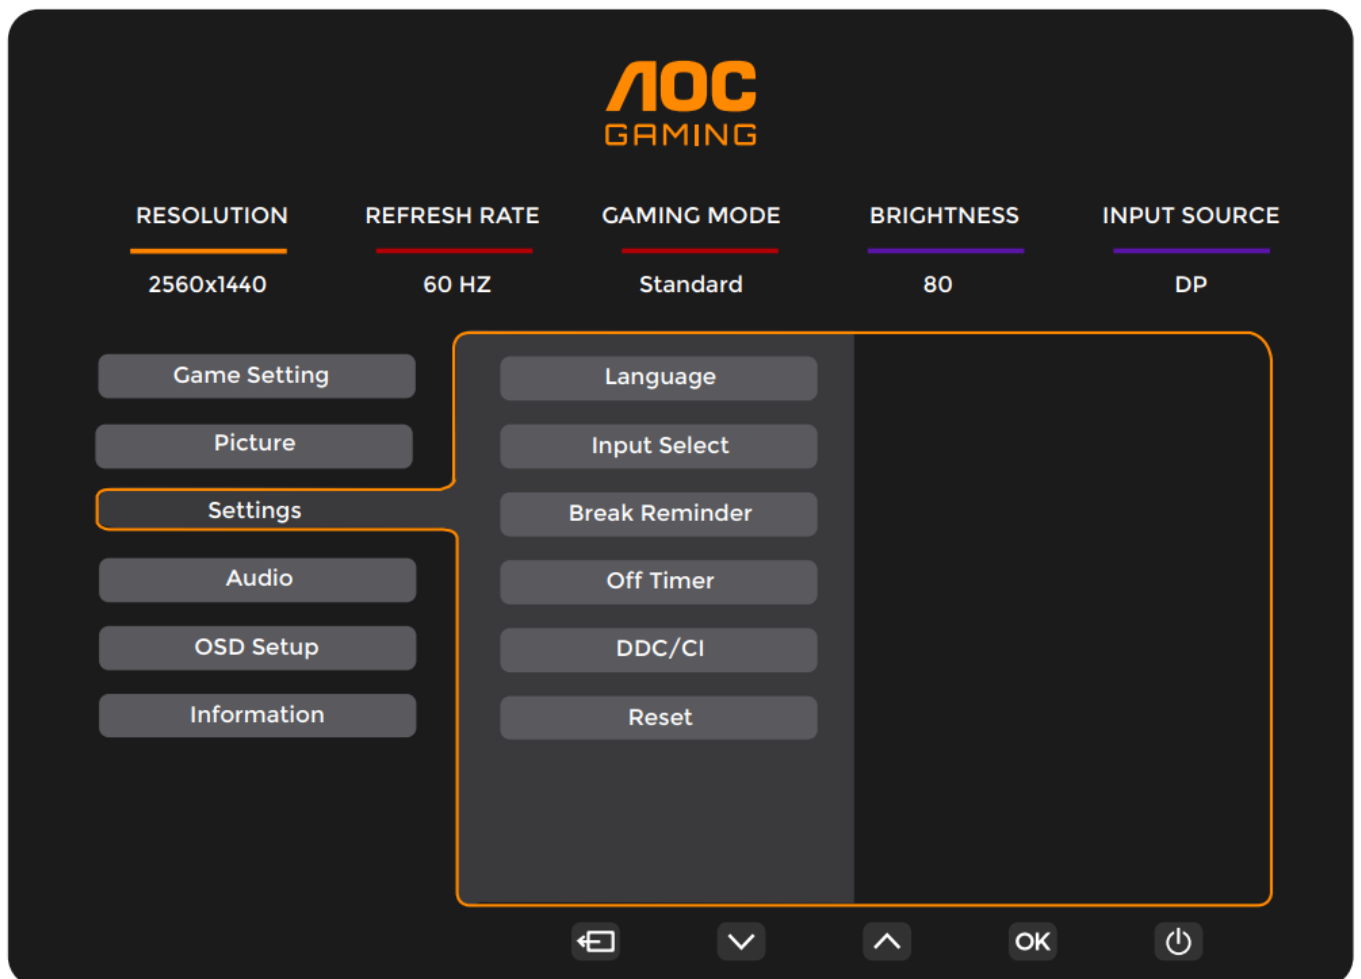 AOC
GAMING
RESOLUTION REFRESH RATE GAMING MODE BRIGHTNESS INPUT SOURCE
2560x1440 60 HZ Standard 80 DP
Game Setting
Picture
Settings
Audio
OSD Setup
Information
Language
Input Select
Break Reminder
Off Timer
DDC/CI
Reset
OK